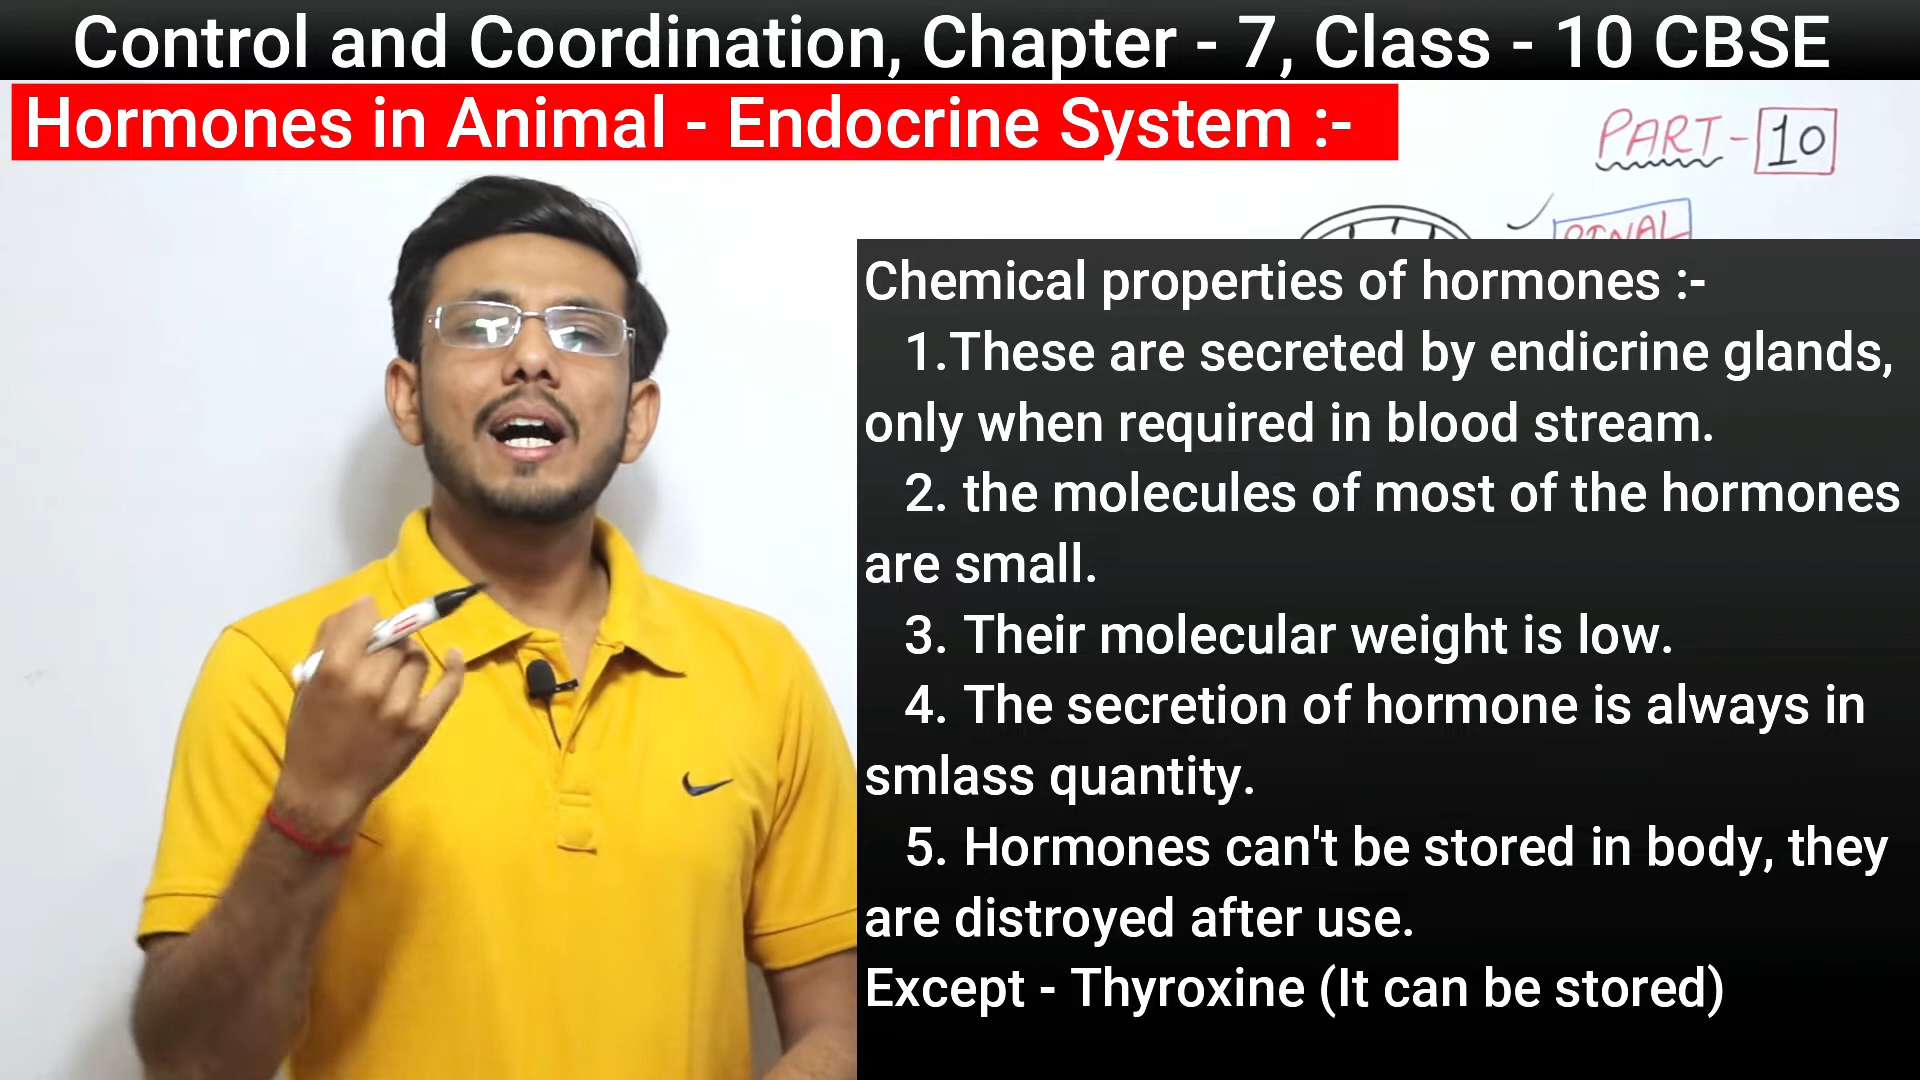 Control and Coordination, Chapter - 7, Class - 10 CBSE
Hormones in Animal - Endocrine System :-
PART-10
PINAL
Chemical properties of hormones :-
1.These are secreted by endicrine glands,
only when required in blood stream.
2. the molecules of most of the hormones
are small.
3. Their molecular weight is low.
4. The secretion of hormone is always in
smlass quantity.
5. Hormones can't be stored in body, they
are distroyed after use.
Except - Thyroxine (It can be stored)